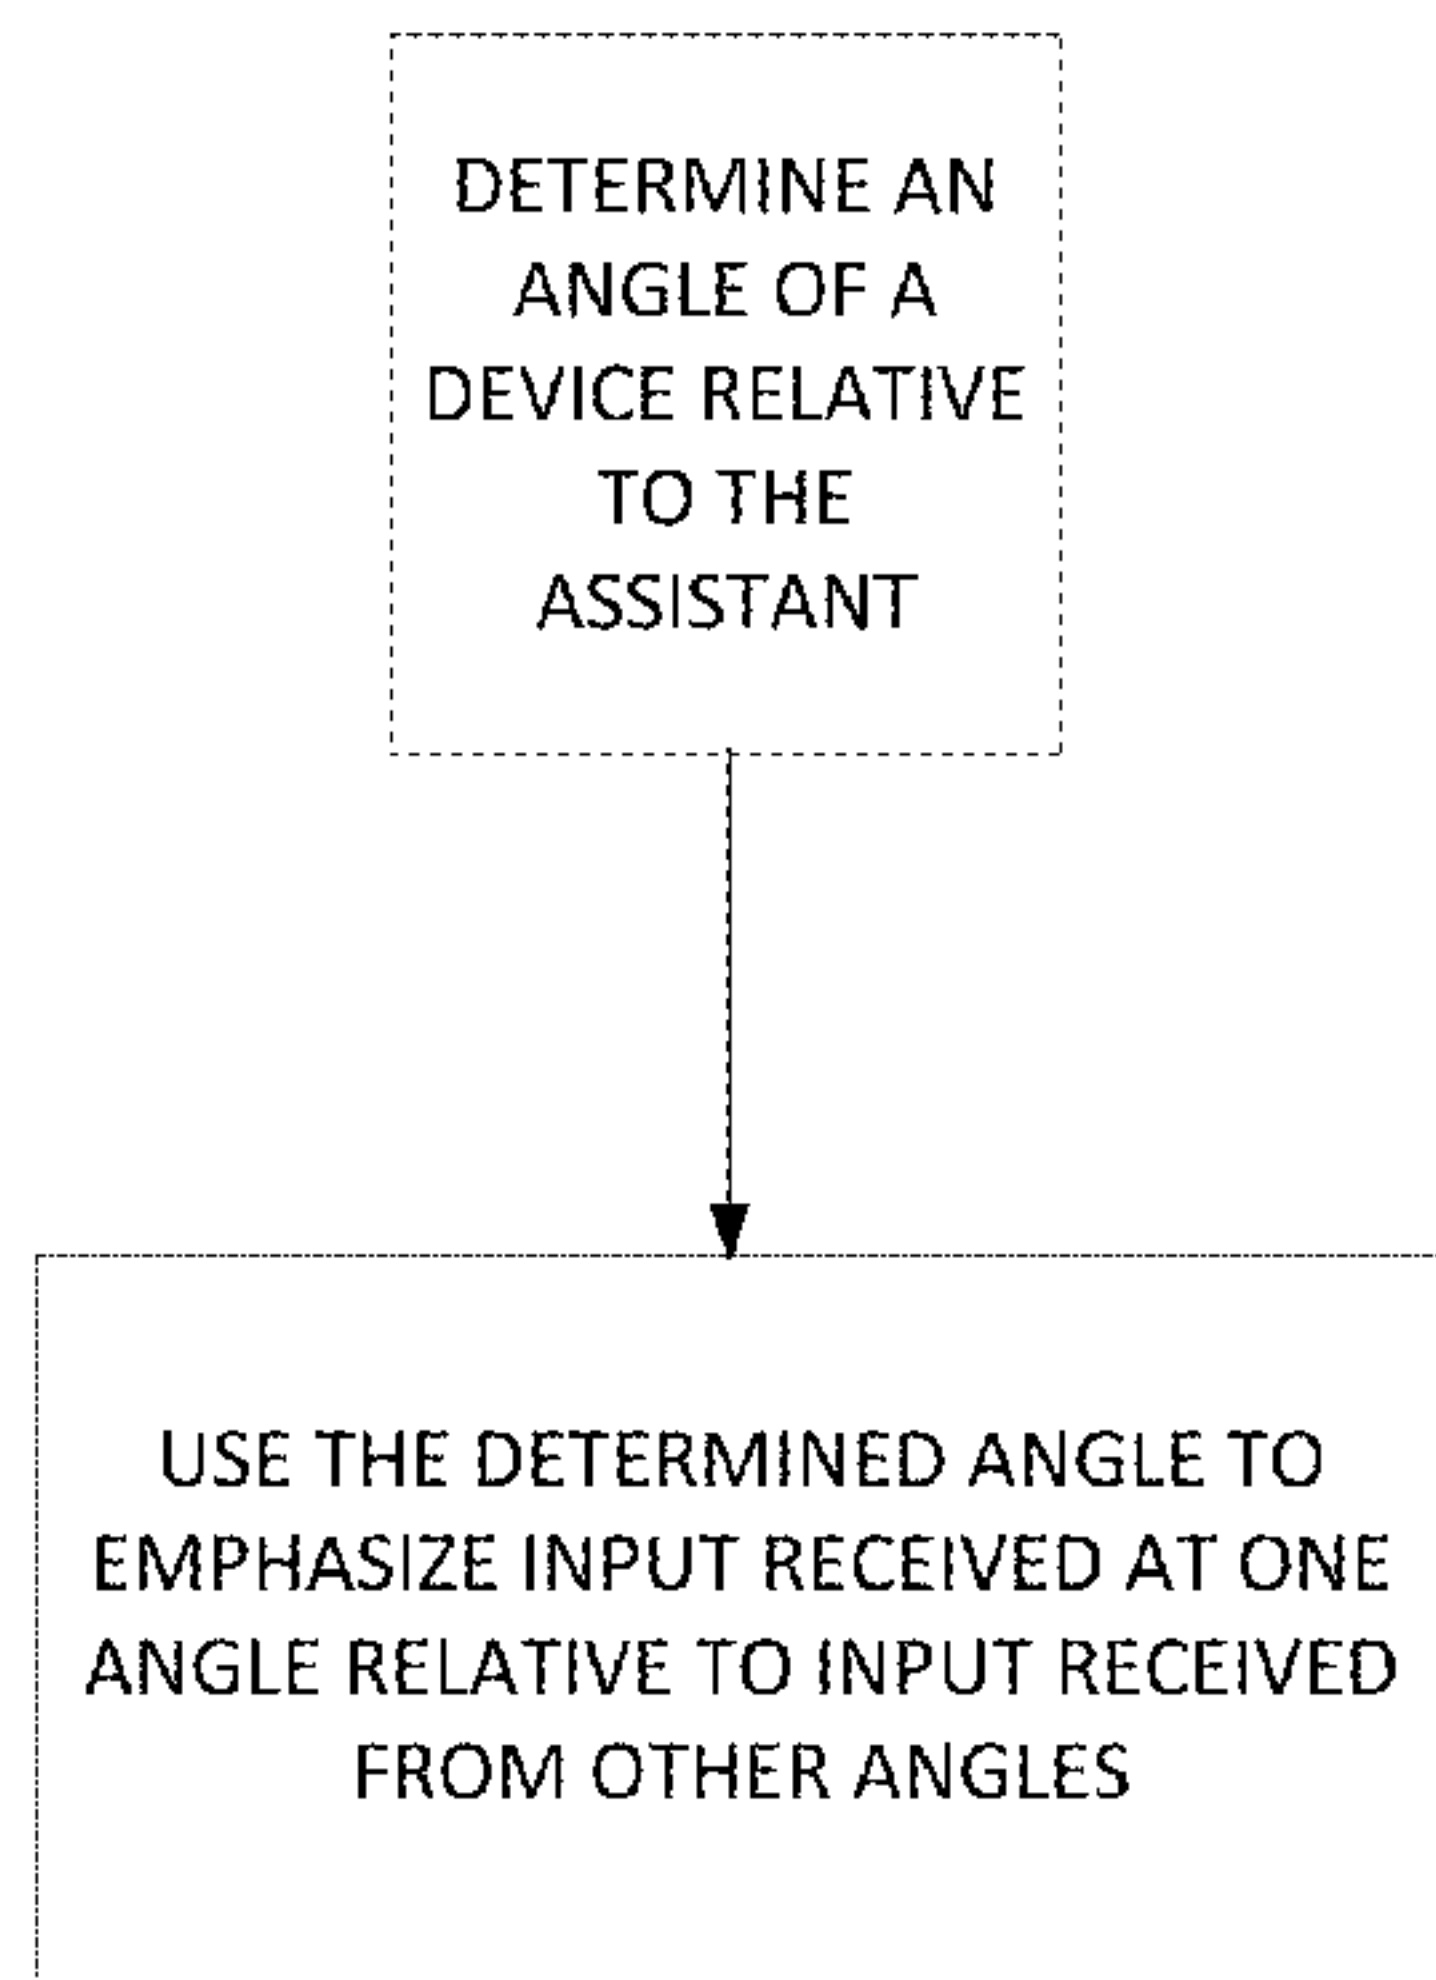 DETERMINE AN
ANGLE OF A
DEVICE RELATIVE
TO THE
ASSISTANT
USE THE DETERMINED ANGLE TO
EMPHASIZE INPUT RECEIVED AT ONE
ANGLE RELATIVE TO INPUT RECEIVED
FROM OTHER ANGLES